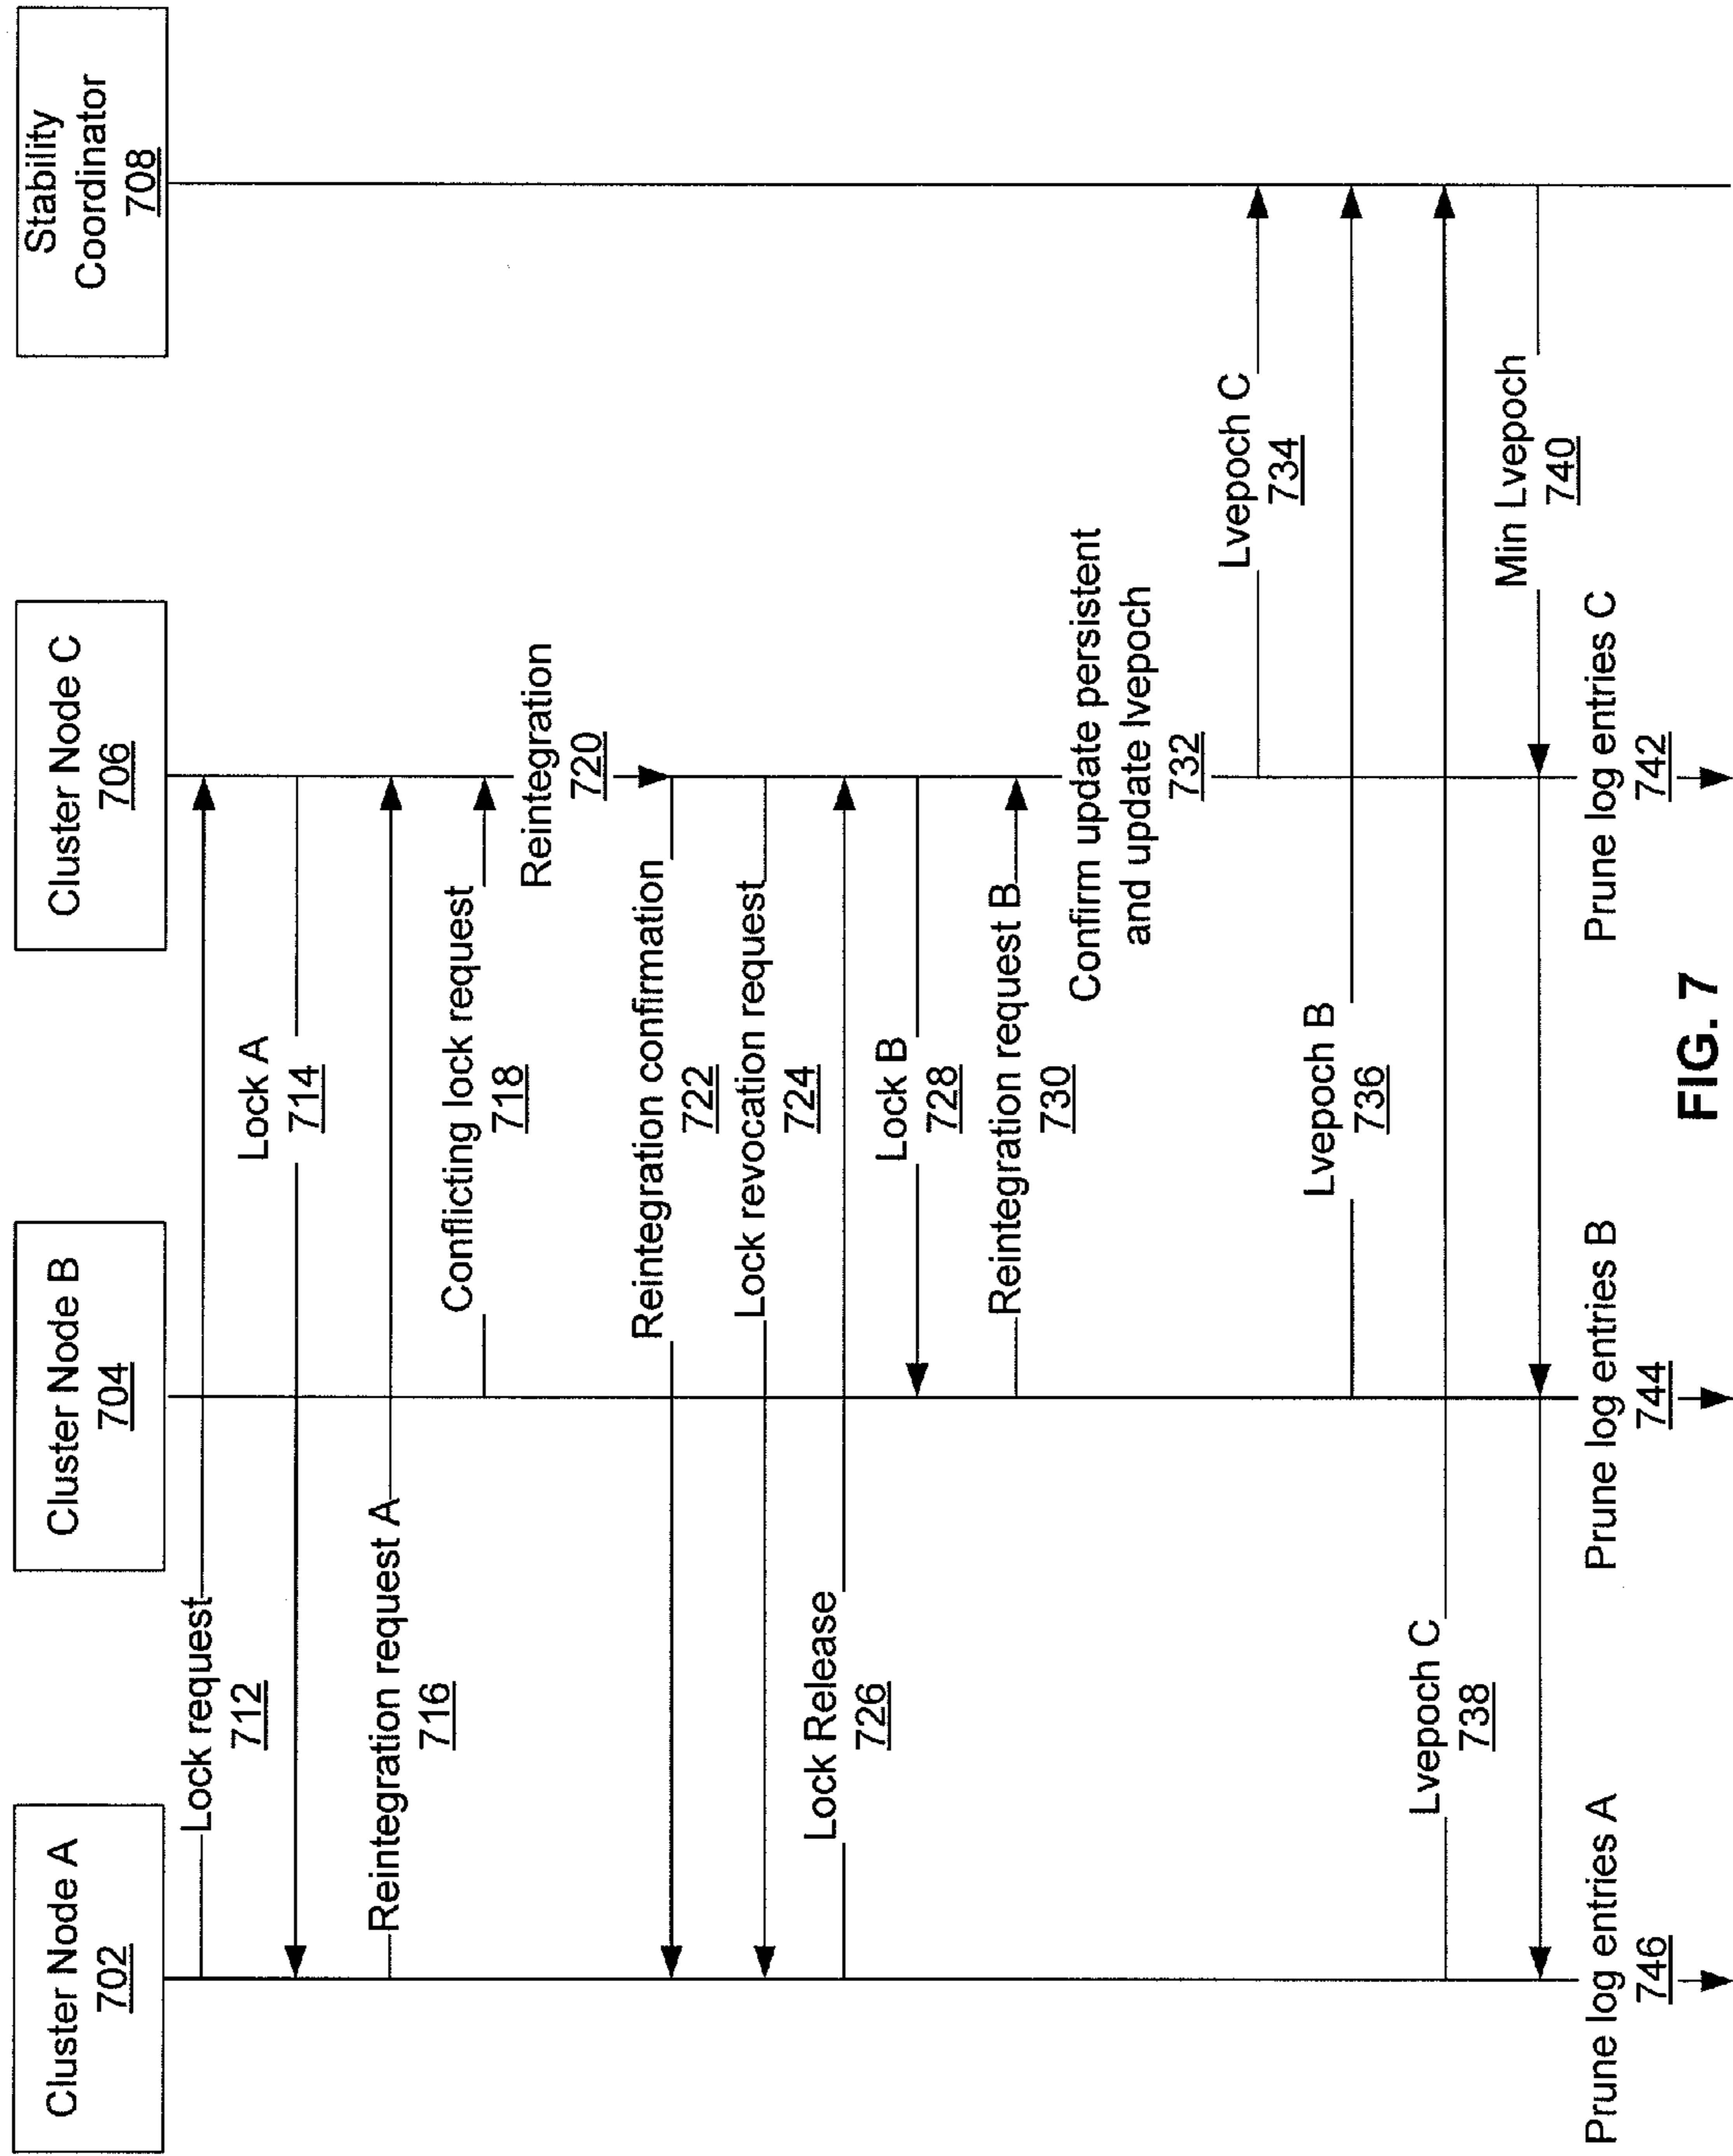 Cluster Node A
702
Cluster Node B
704
Cluster Node C
706
Stability
Coordinator
708
Lock request
712
Lock A
714
Reintegration request A
716
Conflicting lock request
718
Reintegration
720
Reintegration confirmation
722
Lock revocation request
724
Lock Release
726
Lock B
728
Reintegration request B
730
Confirm update persistent
and update lvepoch
732
Lvepoch C
734
Lvepoch B
736
Lvepoch C
738
Min Lvepoch
740
Prune log entries A
746
Prune log entries B
744
Prune log entries C
742
FIG. 7